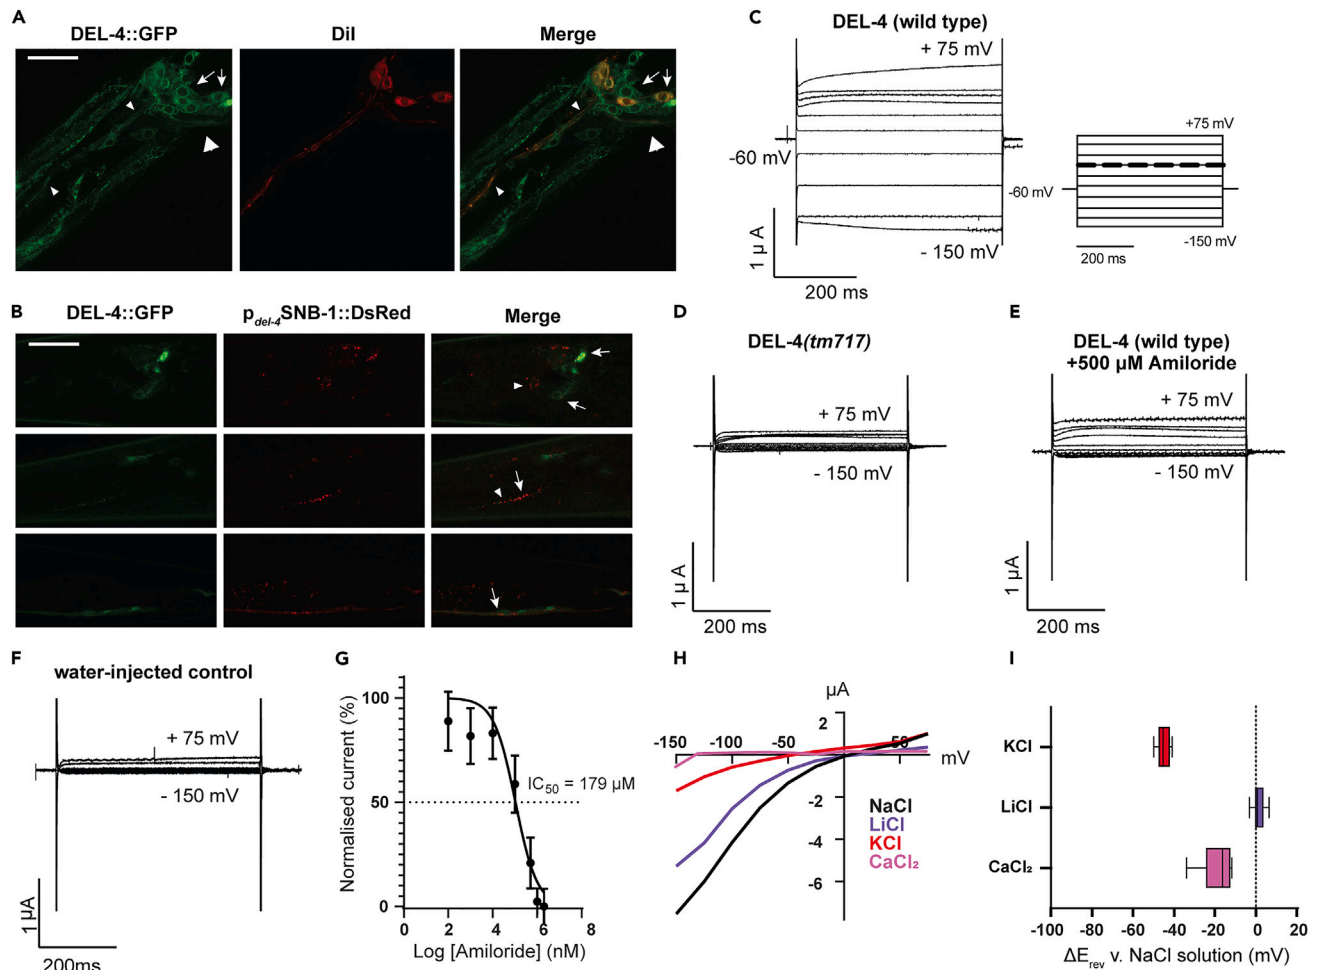 A
DEL-4::GFP
DiI
Merge
B
DEL-4::GFP
pdel-4SNB-1::DsRed
Merge
C
DEL-4 (wild type)
+ 75 mV
-60 mV
- 150 mV
1 µ A
200 ms
+75 mV
-60 mV
-150 mV
200 ms
D
DEL-4(tm717)
+ 75 mV
- 150 mV
1 µ A
200 ms
E
DEL-4 (wild type)
+500 µM Amiloride
+ 75 mV
- 150 mV
1 µ A
200 ms
F
water-injected control
+ 75 mV
- 150 mV
1µA
200ms
G
Normalised current (%)
100
50
0
IC50 = 179 µM
0 2 4 6 8
Log [Amiloride] (nM)
H
µA
2
-150 -100 -50 50
mV
-2
-4
-6
NaCl
LiCl
KCl
CaCl₂
I
KCl
LiCl
CaCl₂
-100 -80 -60 -40 -20 0 20
ΔErev v. NaCl solution (mV)